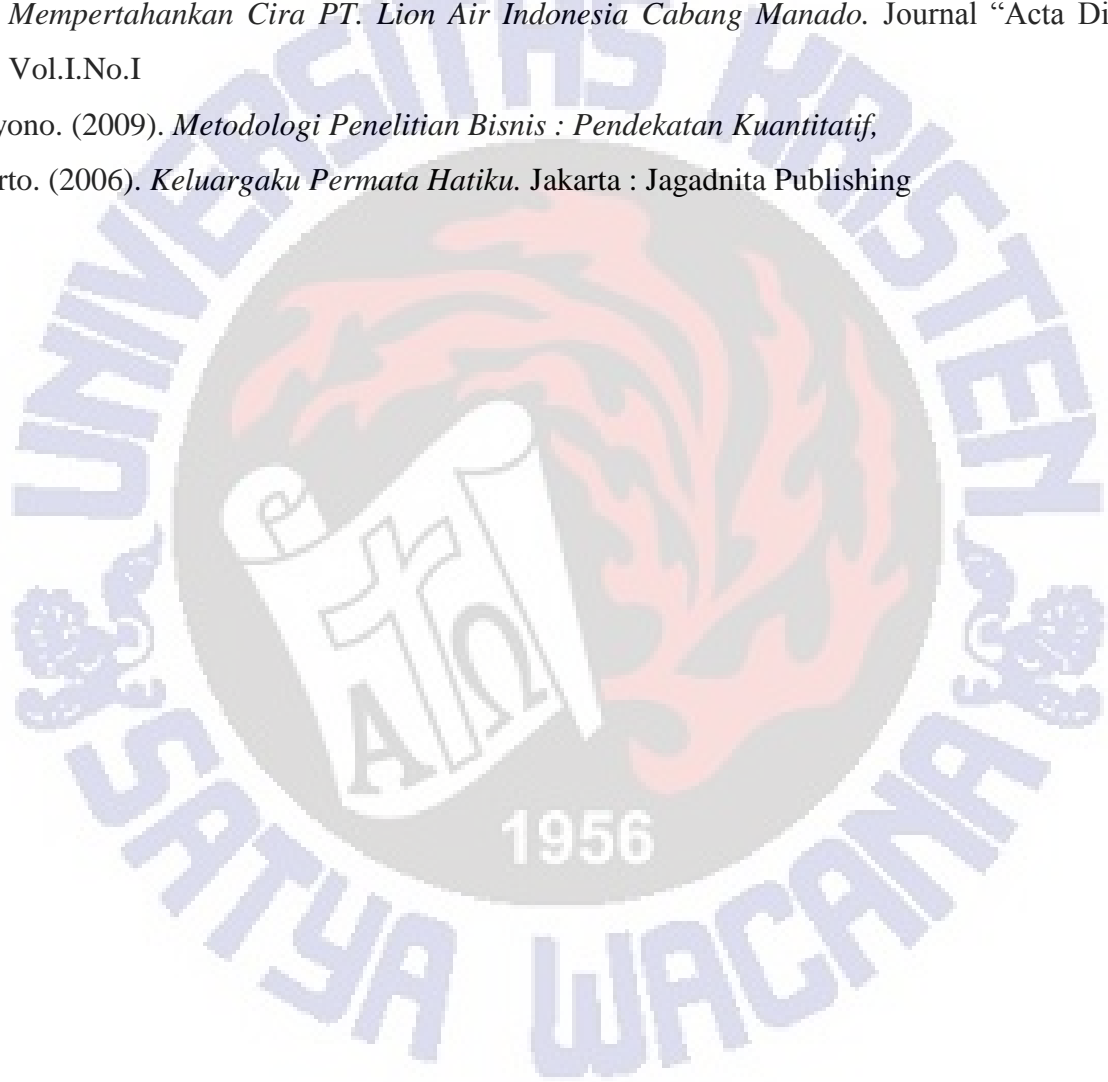 Mempertahankan Cira PT. Lion Air Indonesia Cabang Manado. Journal “Acta Di
Vol.I.No.I
yono. (2009). Metodologi Penelitian Bisnis : Pendekatan Kuantitatif,
rto. (2006). Keluargaku Permata Hatiku. Jakarta : Jagadnita Publishing
UNIVERSITAS KRISTEN
Α Ω
1956
SATYA WACANA